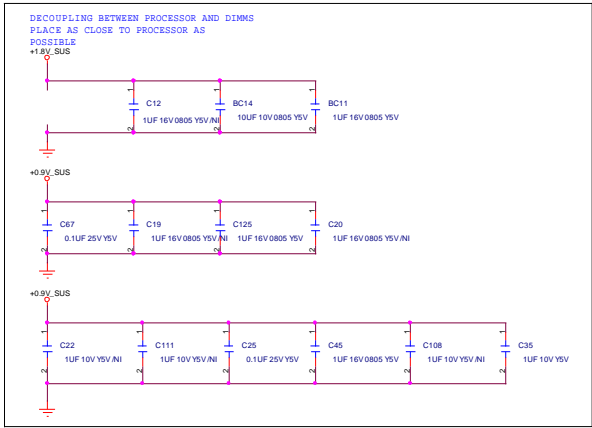 DECOUPLING BETWEEN PROCESSOR AND DIMMS
PLACE AS CLOSE TO PROCESSOR AS
POSSIBLE
+1.8V_SUS
1 1 1
C12 BC14 BC11
1UF 16V 0805 Y5V/NI 10UF 10V 0805 Y5V 1UF 16V 0805 Y5V
2 2 2
+0.9V_SUS
1 1 1 1
C67 C19 C125 C20
0.1UF 25V Y5V 1UF 16V 0805 Y5V/NI 1UF 16V 0805 Y5V 1UF 16V 0805 Y5V/NI
2 2 2 2
+0.9V_SUS
1 1 1 1 1 1
C22 C111 C25 C45 C108 C35
1UF 10V Y5V/NI 1UF 10V Y5V/NI 0.1UF 25V Y5V 1UF 16V 0805 Y5V 1UF 10V Y5V/NI 1UF 10V Y5V
2 2 2 2 2 2